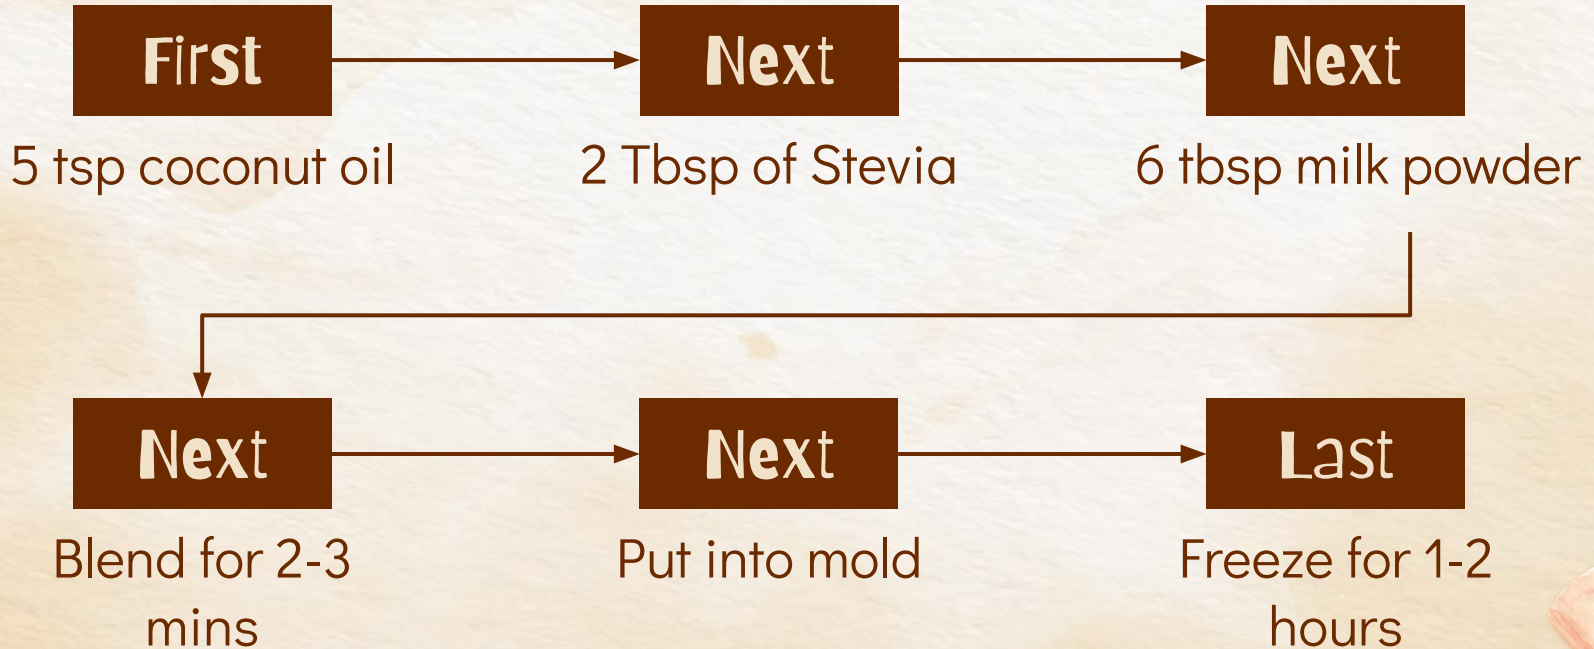 First
5 tsp coconut oil
Next
2 Tbsp of Stevia
Next
6 tbsp milk powder
Next
Blend for 2-3
mins
Next
Put into mold
Last
Freeze for 1-2
hours